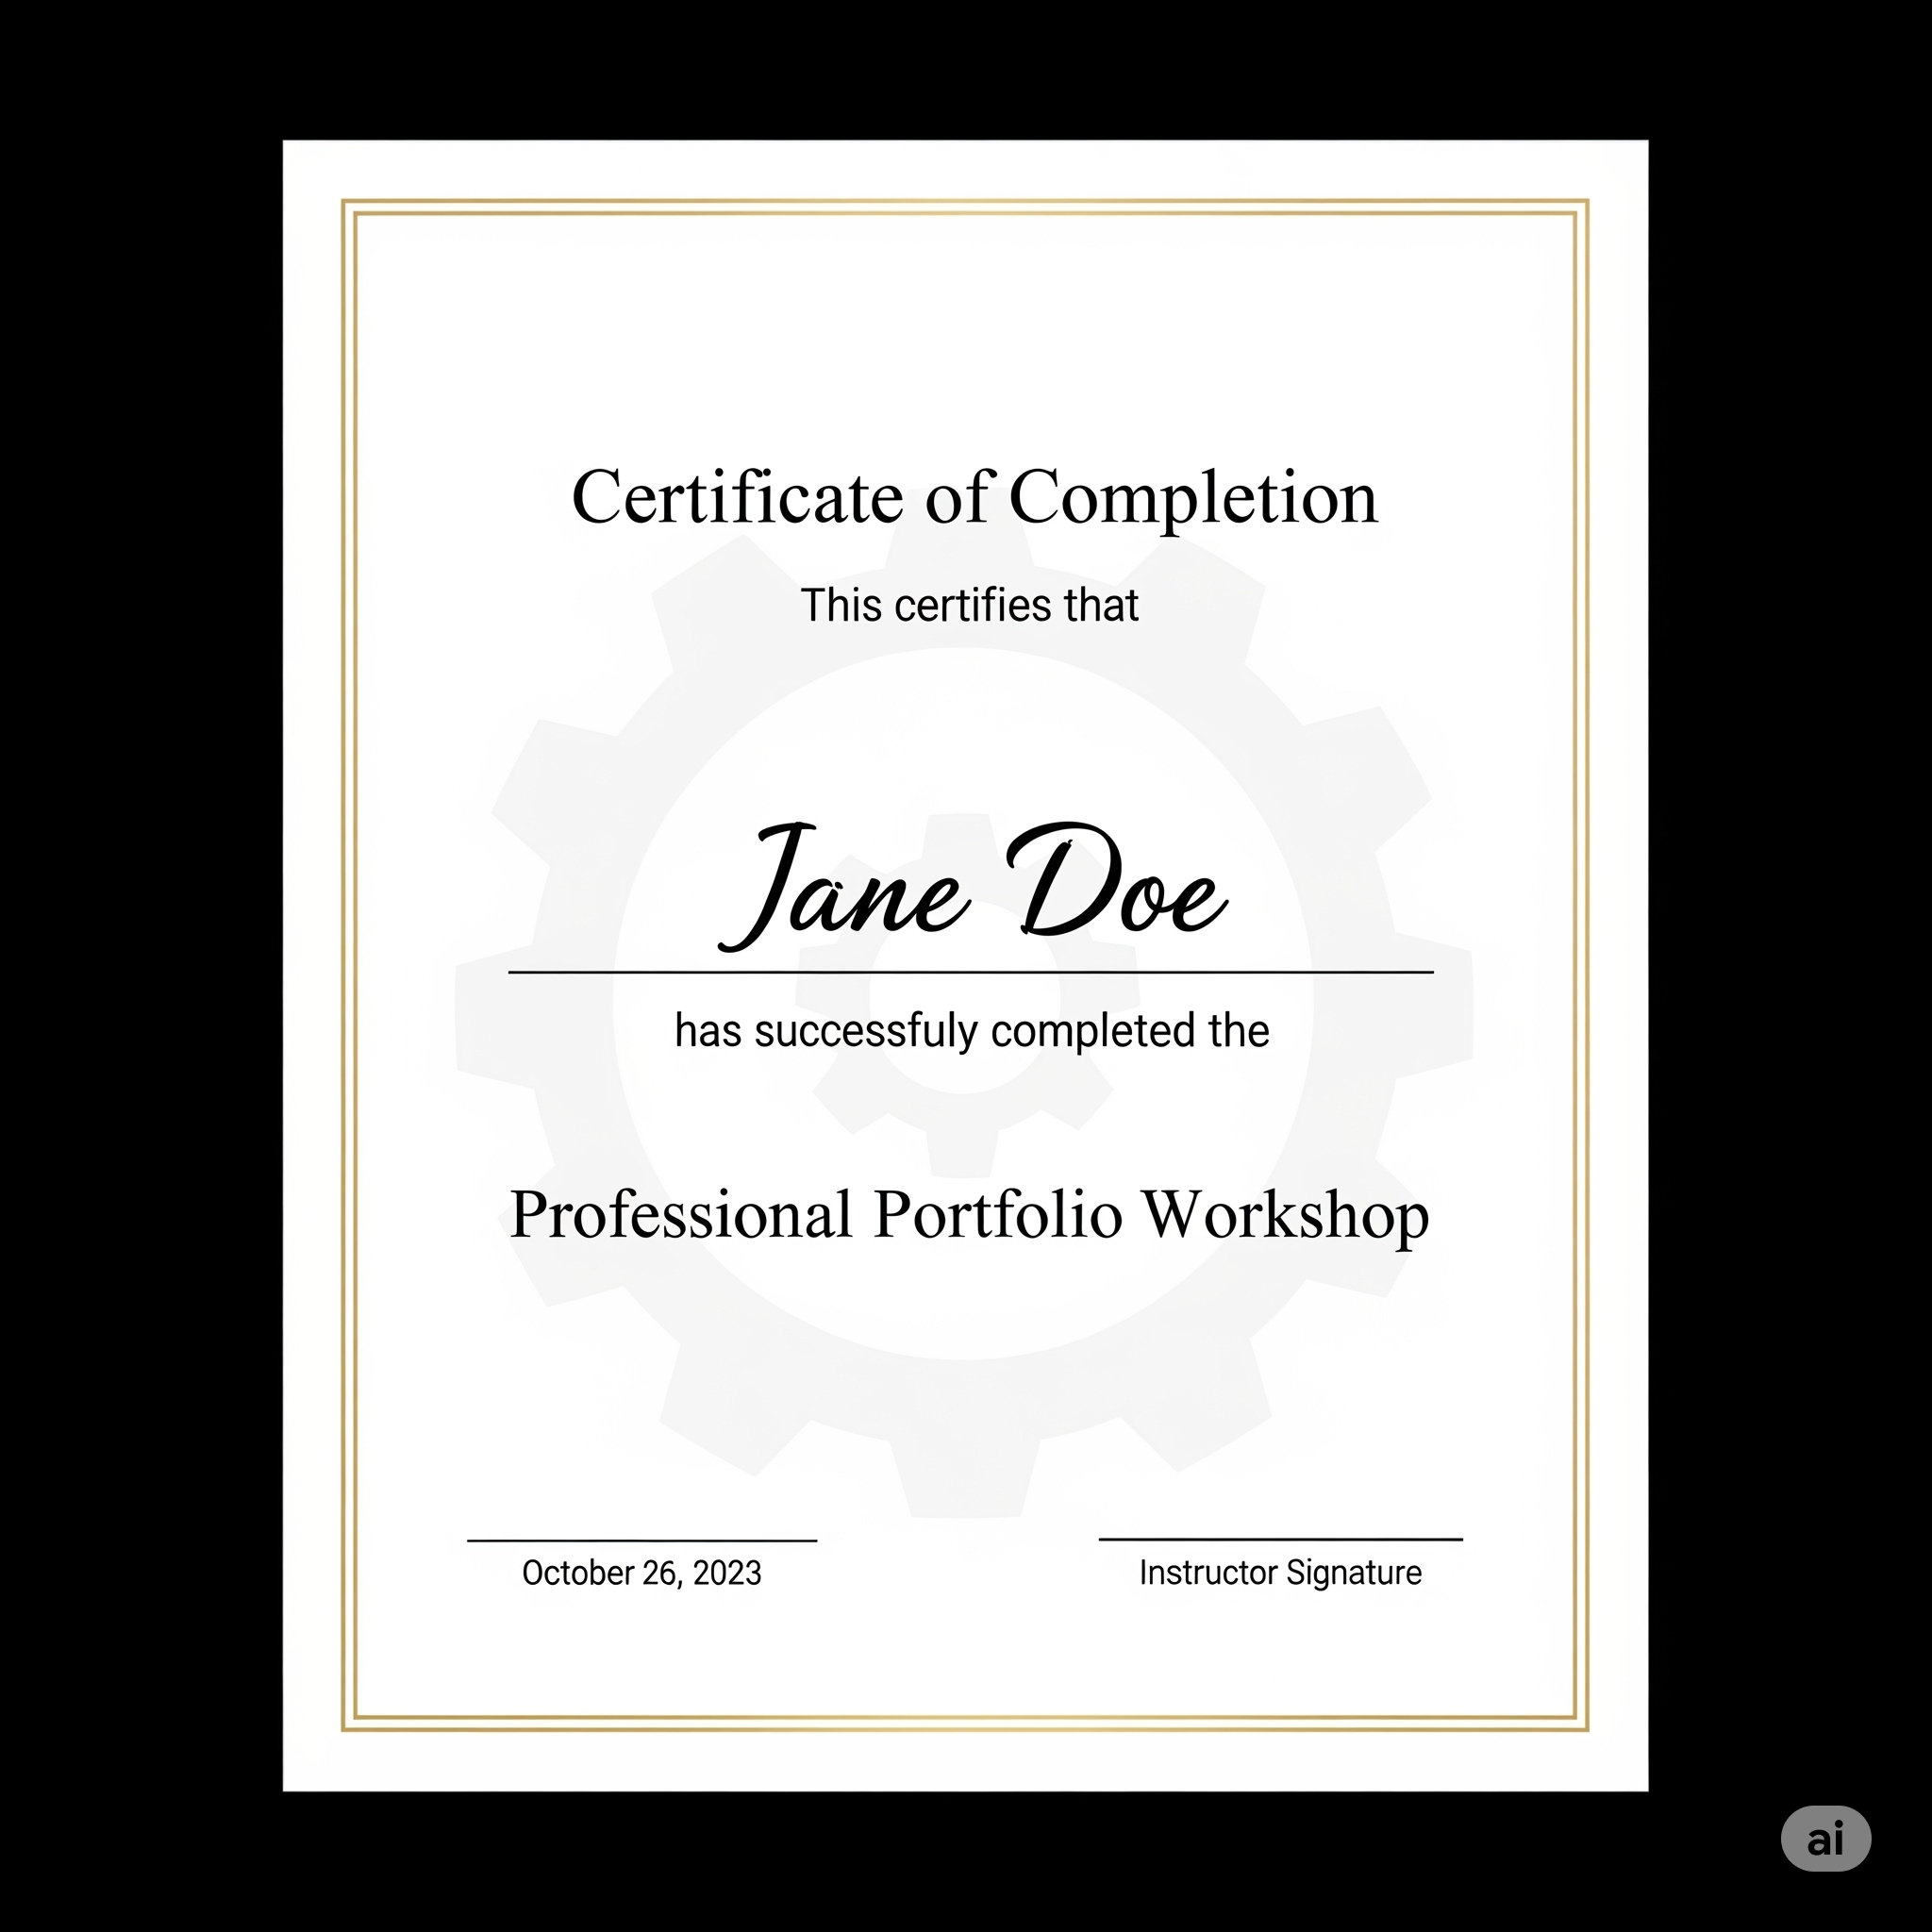 Certificate of Completion
This certifies that
Jane Doe
has successfuly completed the
Professional Portfolio Workshop
October 26, 2023
Instructor Signature
ai